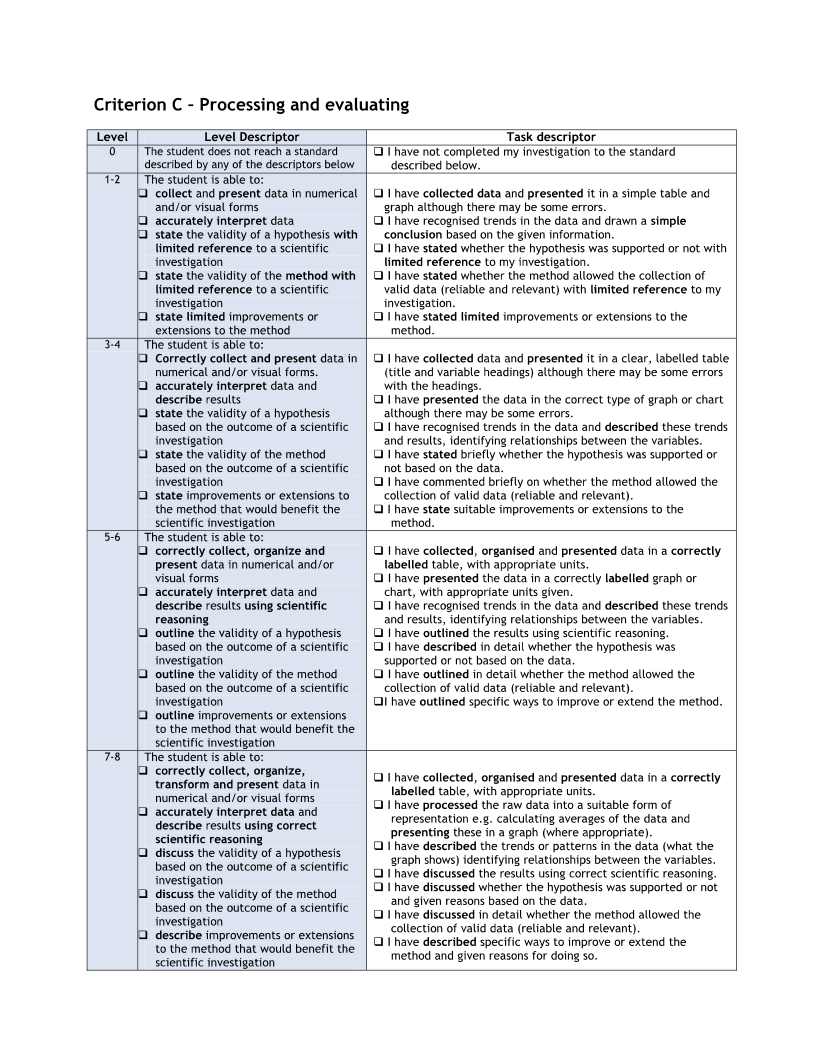 Criterion C – Processing and evaluating
Level Level Descriptor Task descriptor
0
The student does not reach a standard
described by any of the descriptors below
❑ I have not completed my investigation to the standard
described below.
1-2
The student is able to:
❑ collect and present data in numerical
and/or visual forms
❑ accurately interpret data
❑ state the validity of a hypothesis with
limited reference to a scientific
investigation
❑ state the validity of the method with
limited reference to a scientific
investigation
❑ state limited improvements or
extensions to the method
❑ I have collected data and presented it in a simple table and
graph although there may be some errors.
❑ I have recognised trends in the data and drawn a simple
conclusion based on the given information.
❑ I have stated whether the hypothesis was supported or not with
limited reference to my investigation.
❑ I have stated whether the method allowed the collection of
valid data (reliable and relevant) with limited reference to my
investigation.
❑ I have stated limited improvements or extensions to the
method.
3-4
The student is able to:
❑ Correctly collect and present data in
numerical and/or visual forms.
❑ accurately interpret data and
describe results
❑ state the validity of a hypothesis
based on the outcome of a scientific
investigation
❑ state the validity of the method
based on the outcome of a scientific
investigation
❑ state improvements or extensions to
the method that would benefit the
scientific investigation
❑ I have collected data and presented it in a clear, labelled table
(title and variable headings) although there may be some errors
with the headings.
❑ I have presented the data in the correct type of graph or chart
although there may be some errors.
❑ I have recognised trends in the data and described these trends
and results, identifying relationships between the variables.
❑ I have stated briefly whether the hypothesis was supported or
not based on the data.
❑ I have commented briefly on whether the method allowed the
collection of valid data (reliable and relevant).
❑ I have state suitable improvements or extensions to the
method.
5-6
The student is able to:
❑ correctly collect, organize and
present data in numerical and/or
visual forms
❑ accurately interpret data and
describe results using scientific
reasoning
❑ outline the validity of a hypothesis
based on the outcome of a scientific
investigation
❑ outline the validity of the method
based on the outcome of a scientific
investigation
❑ outline improvements or extensions
to the method that would benefit the
scientific investigation
❑ I have collected, organised and presented data in a correctly
labelled table, with appropriate units.
❑ I have presented the data in a correctly labelled graph or
chart, with appropriate units given.
❑ I have recognised trends in the data and described these trends
and results, identifying relationships between the variables.
❑ I have outlined the results using scientific reasoning.
❑ I have described in detail whether the hypothesis was
supported or not based on the data.
❑ I have outlined in detail whether the method allowed the
collection of valid data (reliable and relevant).
❑I have outlined specific ways to improve or extend the method.
7-8
The student is able to:
❑ correctly collect, organize,
transform and present data in
numerical and/or visual forms
❑ accurately interpret data and
describe results using correct
scientific reasoning
❑ discuss the validity of a hypothesis
based on the outcome of a scientific
investigation
❑ discuss the validity of the method
based on the outcome of a scientific
investigation
❑ describe improvements or extensions
to the method that would benefit the
scientific investigation
❑ I have collected, organised and presented data in a correctly
labelled table, with appropriate units.
❑ I have processed the raw data into a suitable form of
representation e.g. calculating averages of the data and
presenting these in a graph (where appropriate).
❑ I have described the trends or patterns in the data (what the
graph shows) identifying relationships between the variables.
❑ I have discussed the results using correct scientific reasoning.
❑ I have discussed whether the hypothesis was supported or not
and given reasons based on the data.
❑ I have discussed in detail whether the method allowed the
collection of valid data (reliable and relevant).
❑ I have described specific ways to improve or extend the
method and given reasons for doing so.